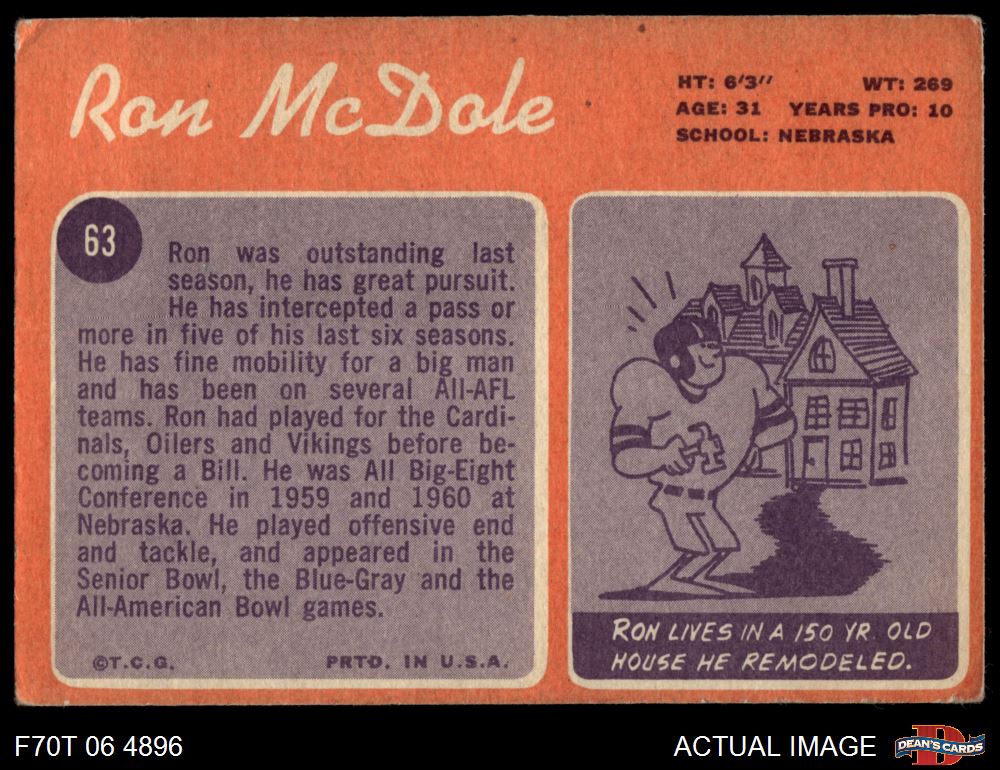 Ron McDole
HT: 6'3'' WT: 269
AGE: 31 YEARS PRO: 10
SCHOOL: NEBRASKA
63
Ron was outstanding last
season, he has great pursuit.
He has intercepted a pass or
more in five of his last six seasons.
He has fine mobility for a big man
and has been on several All-AFL
teams. Ron had played for the Cardi-
nals, Oilers and Vikings before be-
coming a Bill. He was All Big-Eight
Conference in 1959 and 1960 at
Nebraska. He played offensive end
and tackle, and appeared in the
Senior Bowl, the Blue-Gray and the
All-American Bowl games.
©T.C.G. PRTD. IN U.S.A.
RON LIVES IN A 150 YR. OLD
HOUSE HE REMODELED.
F70T 06 4896
ACTUAL IMAGE
D
DEAN'S CARDS